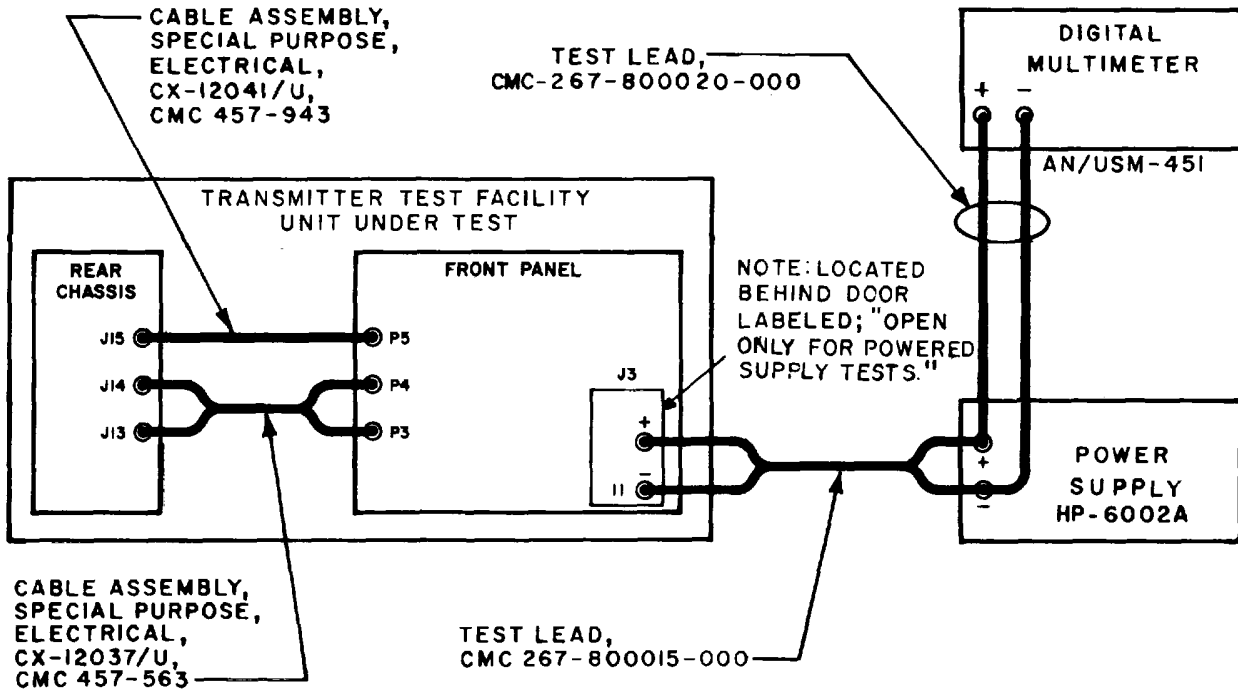 CABLE ASSEMBLY,
SPECIAL PURPOSE,
ELECTRICAL,
CX-12041/U,
CMC 457-943
TEST LEAD,
CMC-267-800020-000
DIGITAL
MULTIMETER
+ -
AN/USM-451
TRANSMITTER TEST FACILITY
UNIT UNDER TEST
REAR
CHASSIS
J15
J14
J13
FRONT PANEL
P5
P4
P3
J3
+
-
11
NOTE: LOCATED
BEHIND DOOR
LABELED; "OPEN
ONLY FOR POWERED
SUPPLY TESTS."
+
-
POWER
SUPPLY
HP-6002A
CABLE ASSEMBLY,
SPECIAL PURPOSE,
ELECTRICAL,
CX-12037/U,
CMC 457-563
TEST LEAD,
CMC 267-800015-000